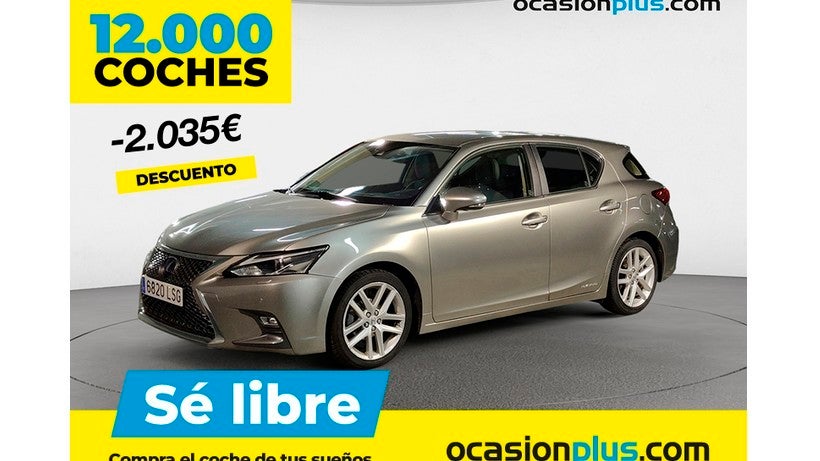 ocasionplus.com
12.000
COCHES
-2.035€
DESCUENTO
6820 LSG
Sé libre
Compra el coche de tus sueños
ocasionplus.com